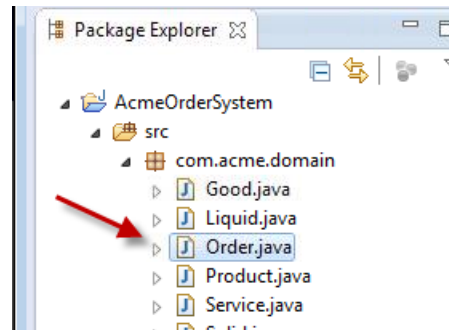 Package Explorer
AcmeOrderSystem
src
com.acme.domain
Good.java
Liquid.java
Order.java
Product.java
Service.java